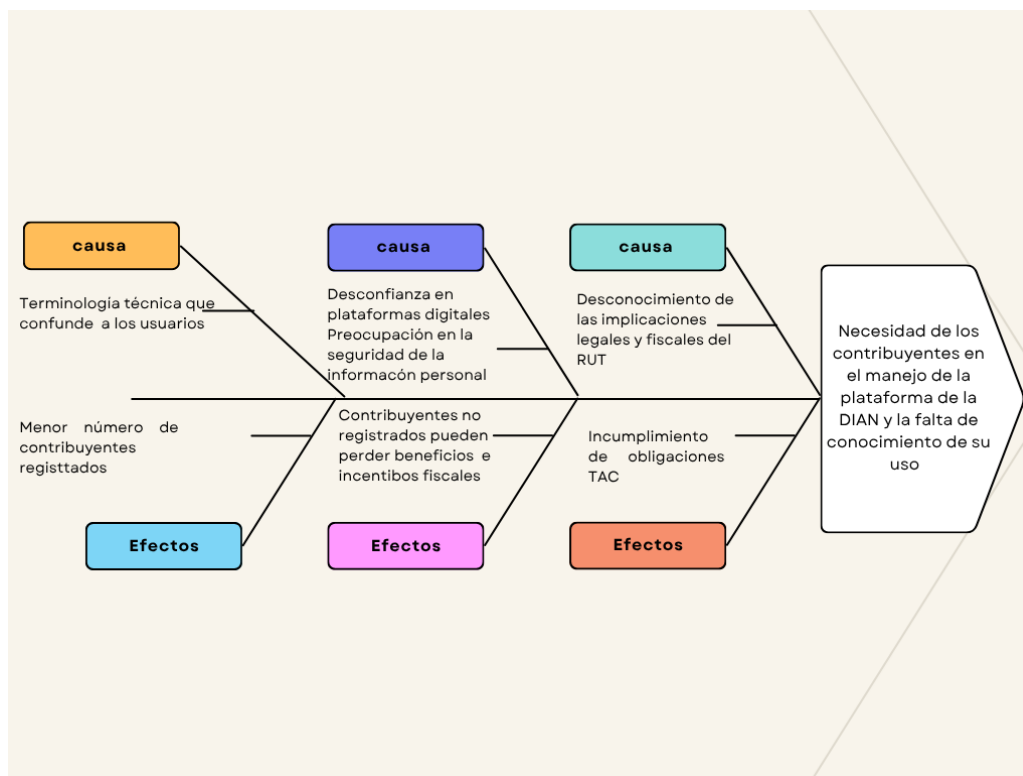 causa
Terminología técnica que
confunde a los usuarios
causa
Desconfianza en
plataformas digitales
Preocupación en la
seguridad de la
informacón personal
causa
Desconocimiento de
las implicaciones
legales y fiscales del
RUT
Necesidad de los
contribuyentes en
el manejo de la
plataforma de la
DIAN y la falta de
conocimiento de su
uso
Menor número de
contribuyentes
registtados
Efectos
Contribuyentes no
registrados pueden
perder beneficios e
incentibos fiscales
Efectos
Incumplimiento
de obligaciones
TAC
Efectos